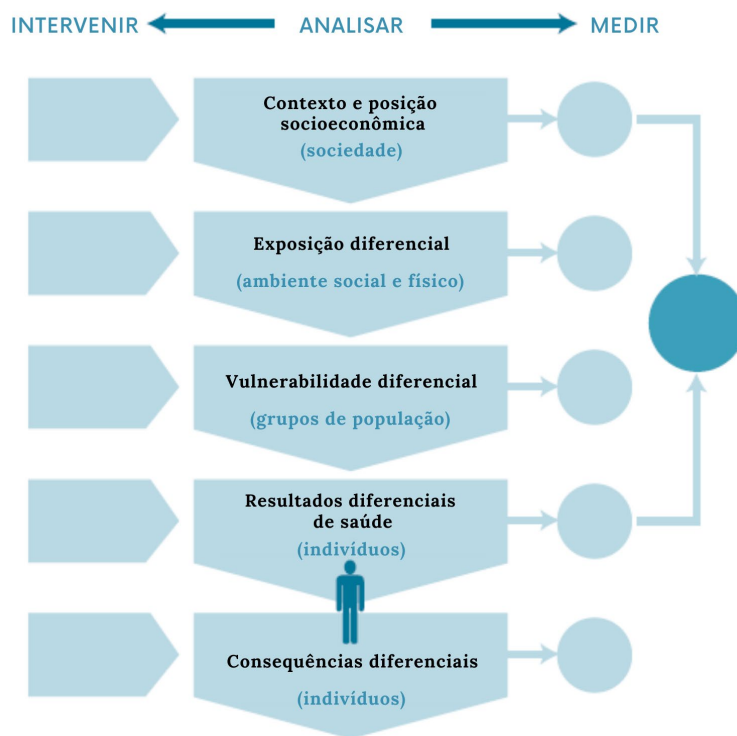 INTERVENIR
ANALISAR
MEDIR
Contexto e posição
socioeconômica
(sociedade)
Exposição diferencial
(ambiente social e físico)
Vulnerabilidade diferencial
(grupos de população)
Resultados diferenciais
de saúde
(indivíduos)
Consequências diferenciais
(indivíduos)